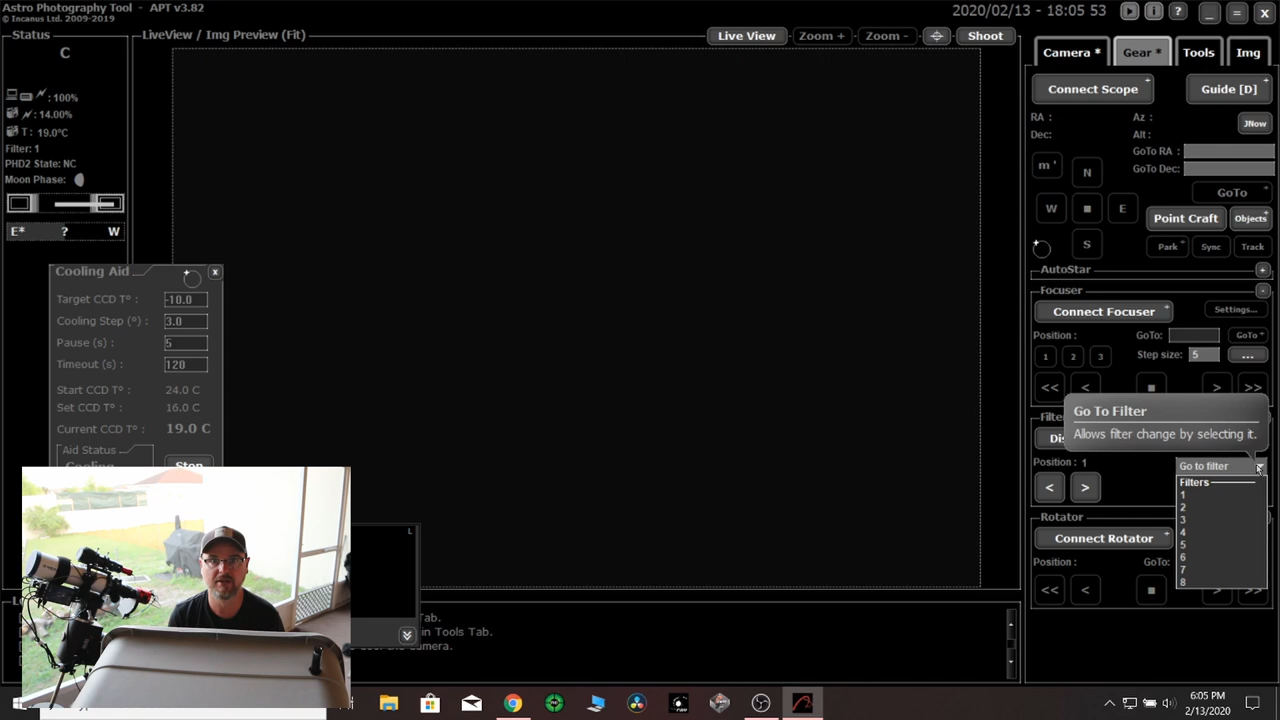 Astro Photography Tool - APT v3.82
© Incanus Ltd. 2009-2019
2020/02/13 - 18:05 53
Status
C
: 100%
: 14.00%
T : 19.0°C
Filter: 1
PHD2 State: NC
Moon Phase:
E* ? W
LiveView / Img Preview (Fit)
Live View
Zoom +
Zoom -
Shoot
Camera *
Gear *
Tools
Img
Connect Scope
Guide [D]
RA :
Az :
JNow
Dec:
Alt :
GoTo RA :
GoTo Dec:
m '
N
GoTo
W
E
Point Craft
Objects
S
Park
Sync
Track
AutoStar
Focuser
Connect Focuser
Settings...
Position :
GoTo:
GoTo
1 2 3
Step size: 5
...
<< < > >>
Go To Filter
Allows filter change by selecting it.
Position : 1
Go to filter
< >
Filters
1
2
3
4
5
6
7
8
Rotator
Connect Rotator
Position :
GoTo:
<< <
Cooling Aid
x
Target CCD T° : -10.0
Cooling Step (°) : 3.0
Pause (s) : 5
Timeout (s) : 120
Start CCD T° : 24.0 C
Set CCD T° : 16.0 C
Current CCD T° : 19.0 C
Aid Status
Cooling
Stop
L
Tab.
in Tools Tab.
6:05 PM
2/13/2020